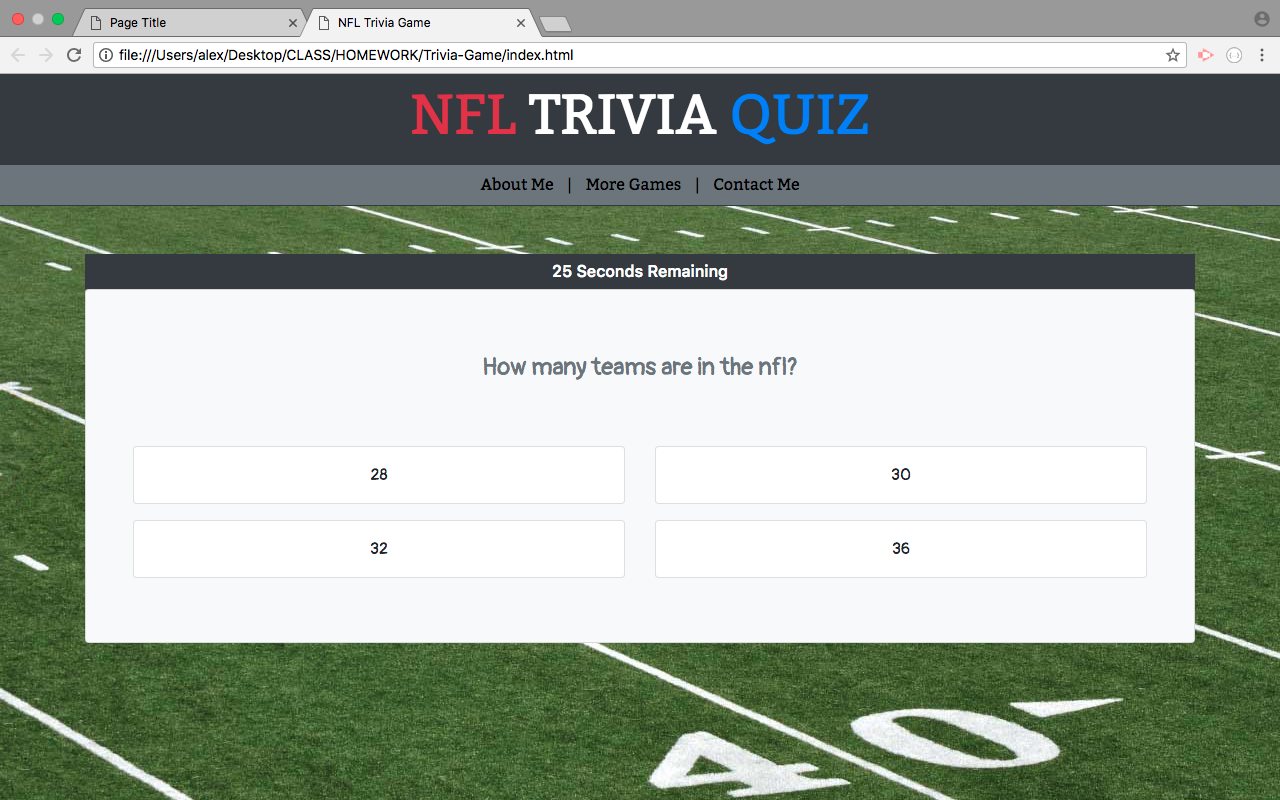 Page Title
NFL Trivia Game
file:///Users/alex/Desktop/CLASS/HOMEWORK/Trivia-Game/index.html
NFL TRIVIA QUIZ
About Me | More Games | Contact Me
25 Seconds Remaining
How many teams are in the nfl?
28
30
32
36
40